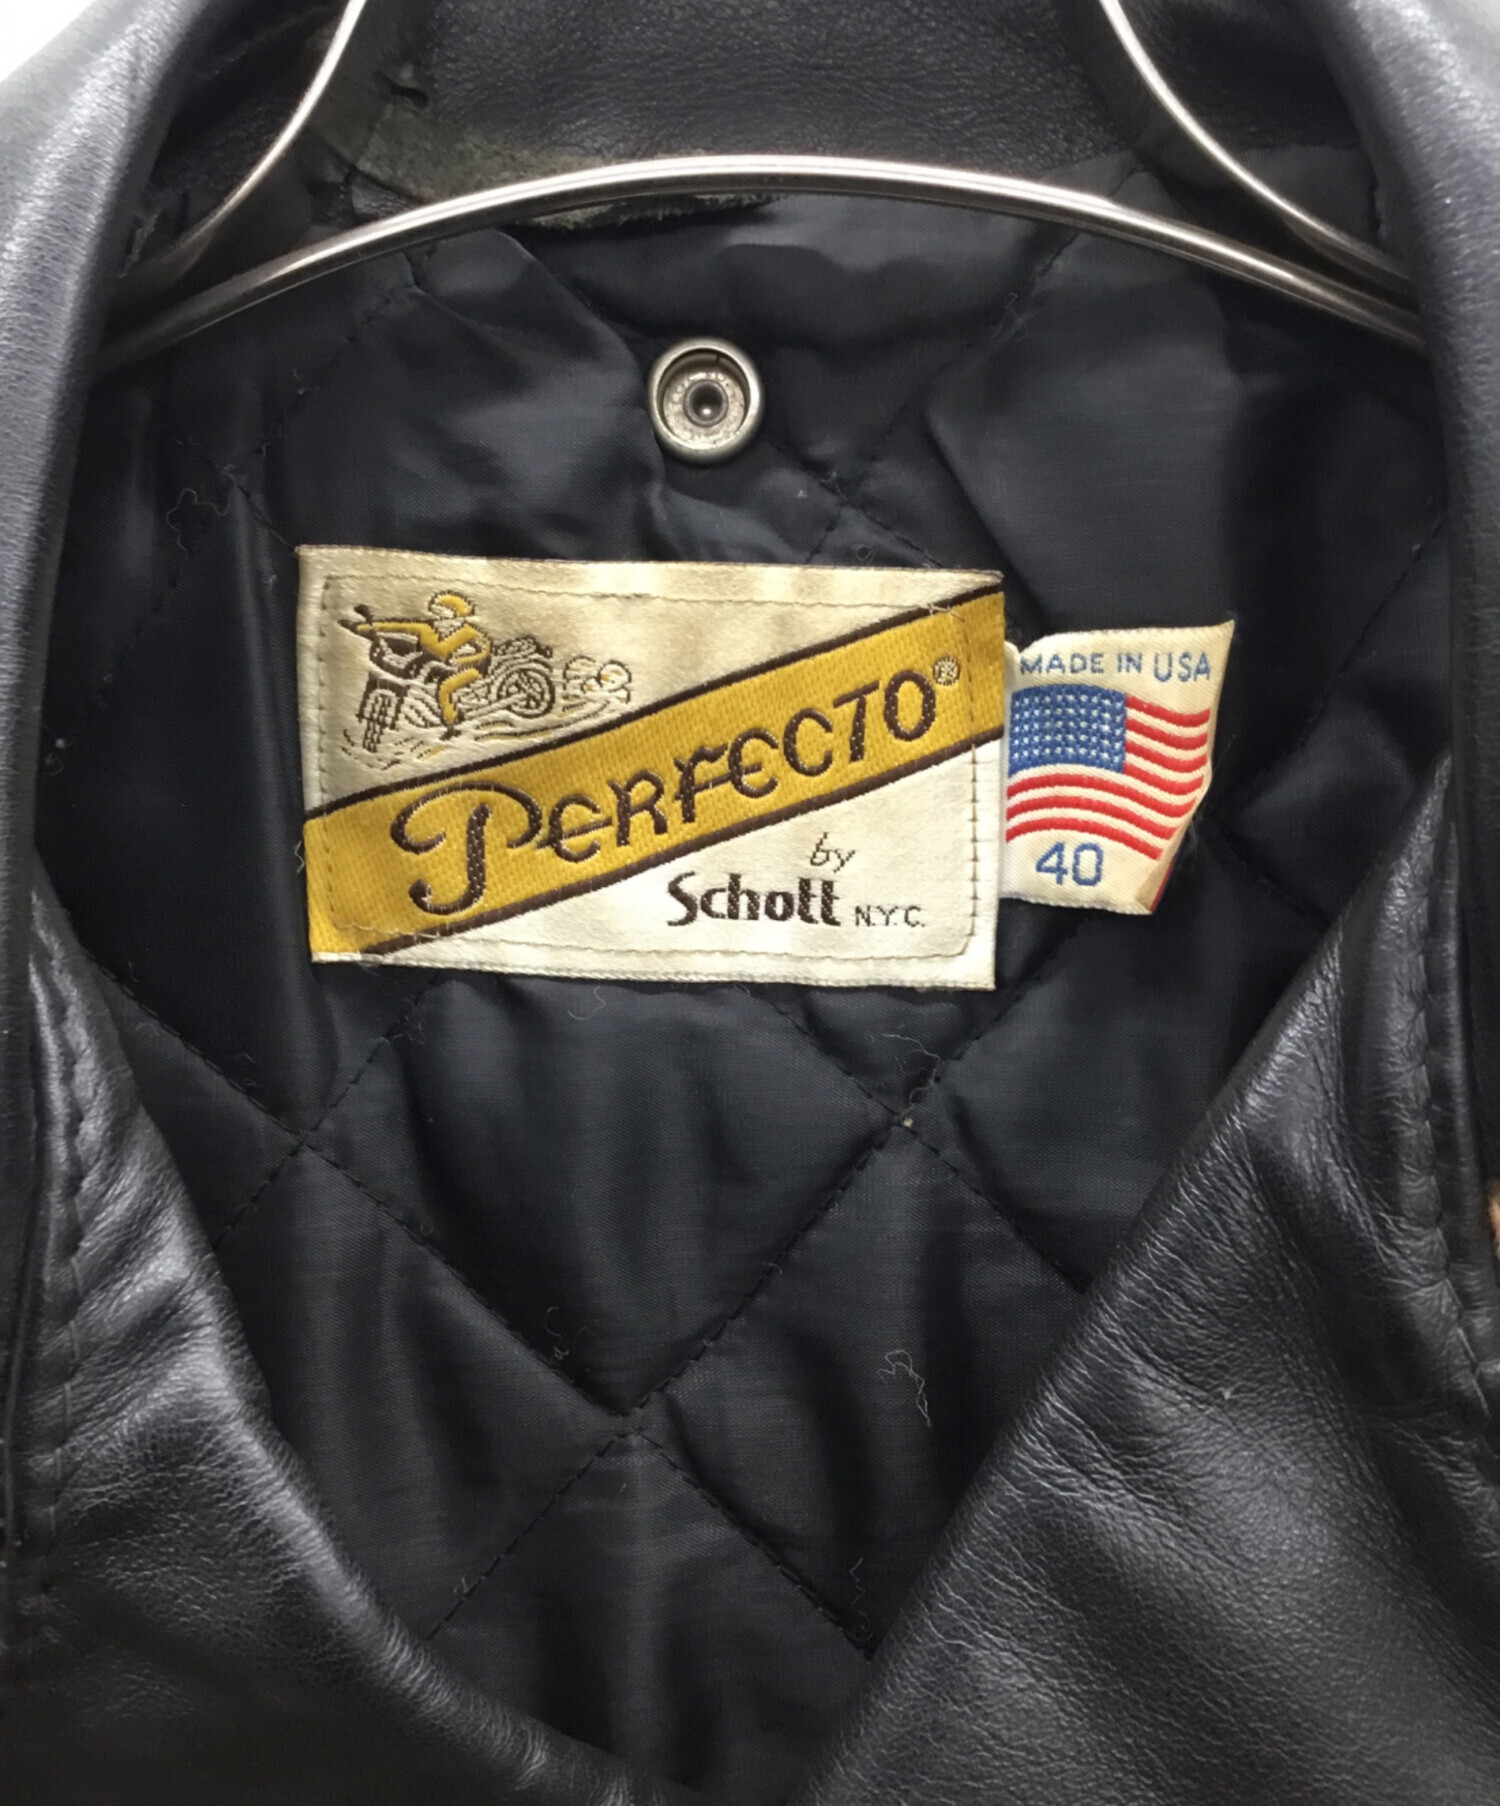 PERFECTO®
by
Schott N.Y.C.
MADE IN USA
40